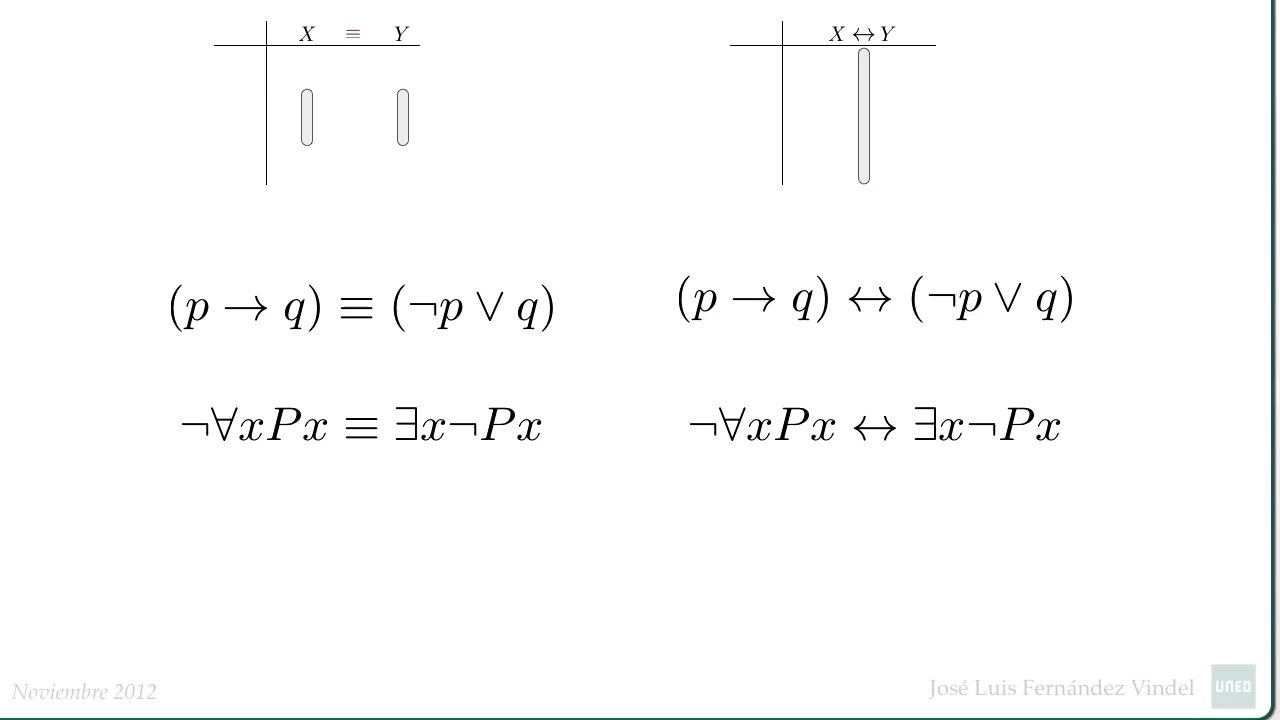 X ≡ Y
X ↔ Y
(p → q) ≡ (¬p ∨ q)
(p → q) ↔ (¬p ∨ q)
¬∀xPx ≡ ∃x¬Px
¬∀xPx ↔ ∃x¬Px
Noviembre 2012
José Luis Fernández Vindel
UNED